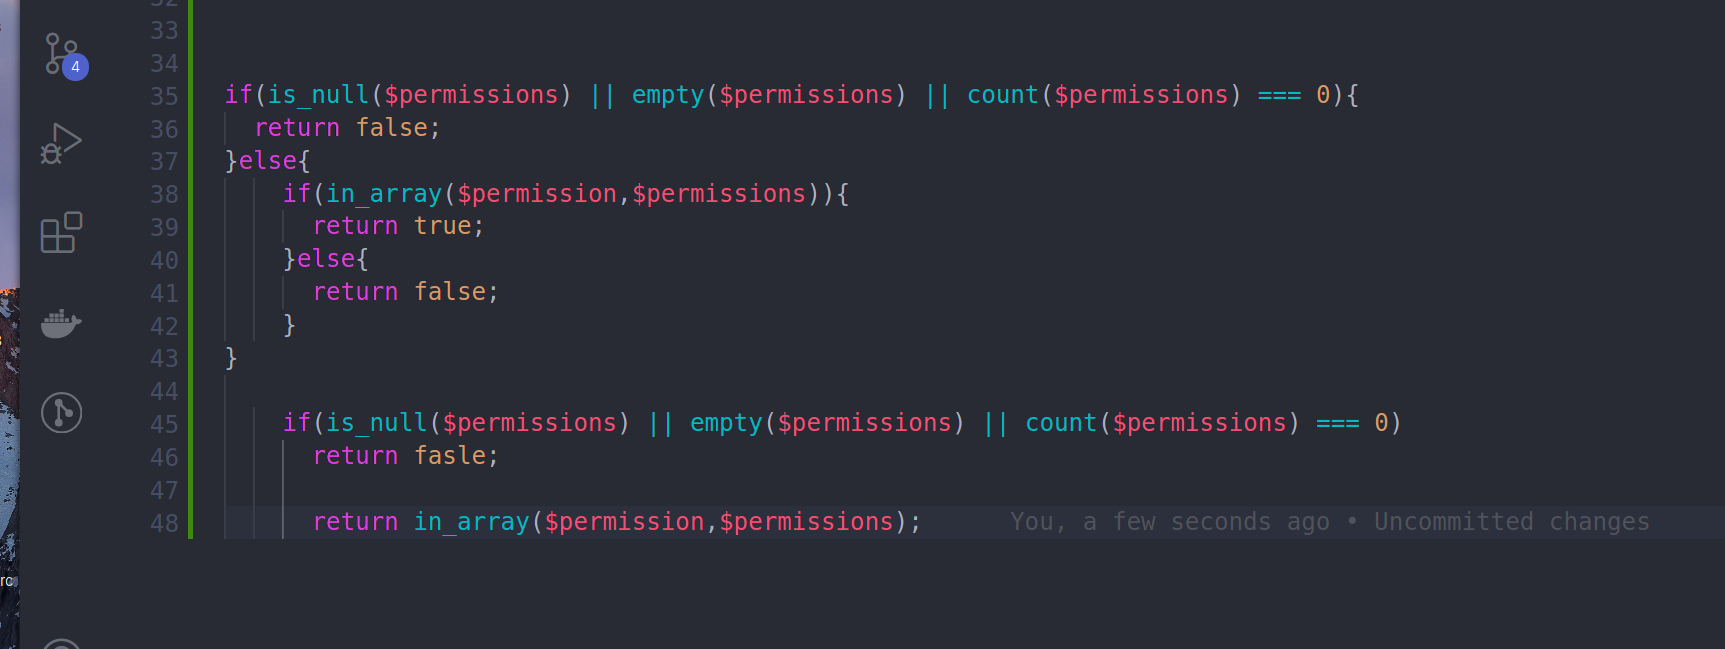 33
34
4
35 if(is_null($permissions) || empty($permissions) || count($permissions) === 0){
36 return false;
37 }else{
38 if(in_array($permission,$permissions)){
39 return true;
40 }else{
41 return false;
42 }
43 }
44
45 if(is_null($permissions) || empty($permissions) || count($permissions) === 0)
46 return fasle;
47
48 return in_array($permission,$permissions); You, a few seconds ago • Uncommitted changes
rc